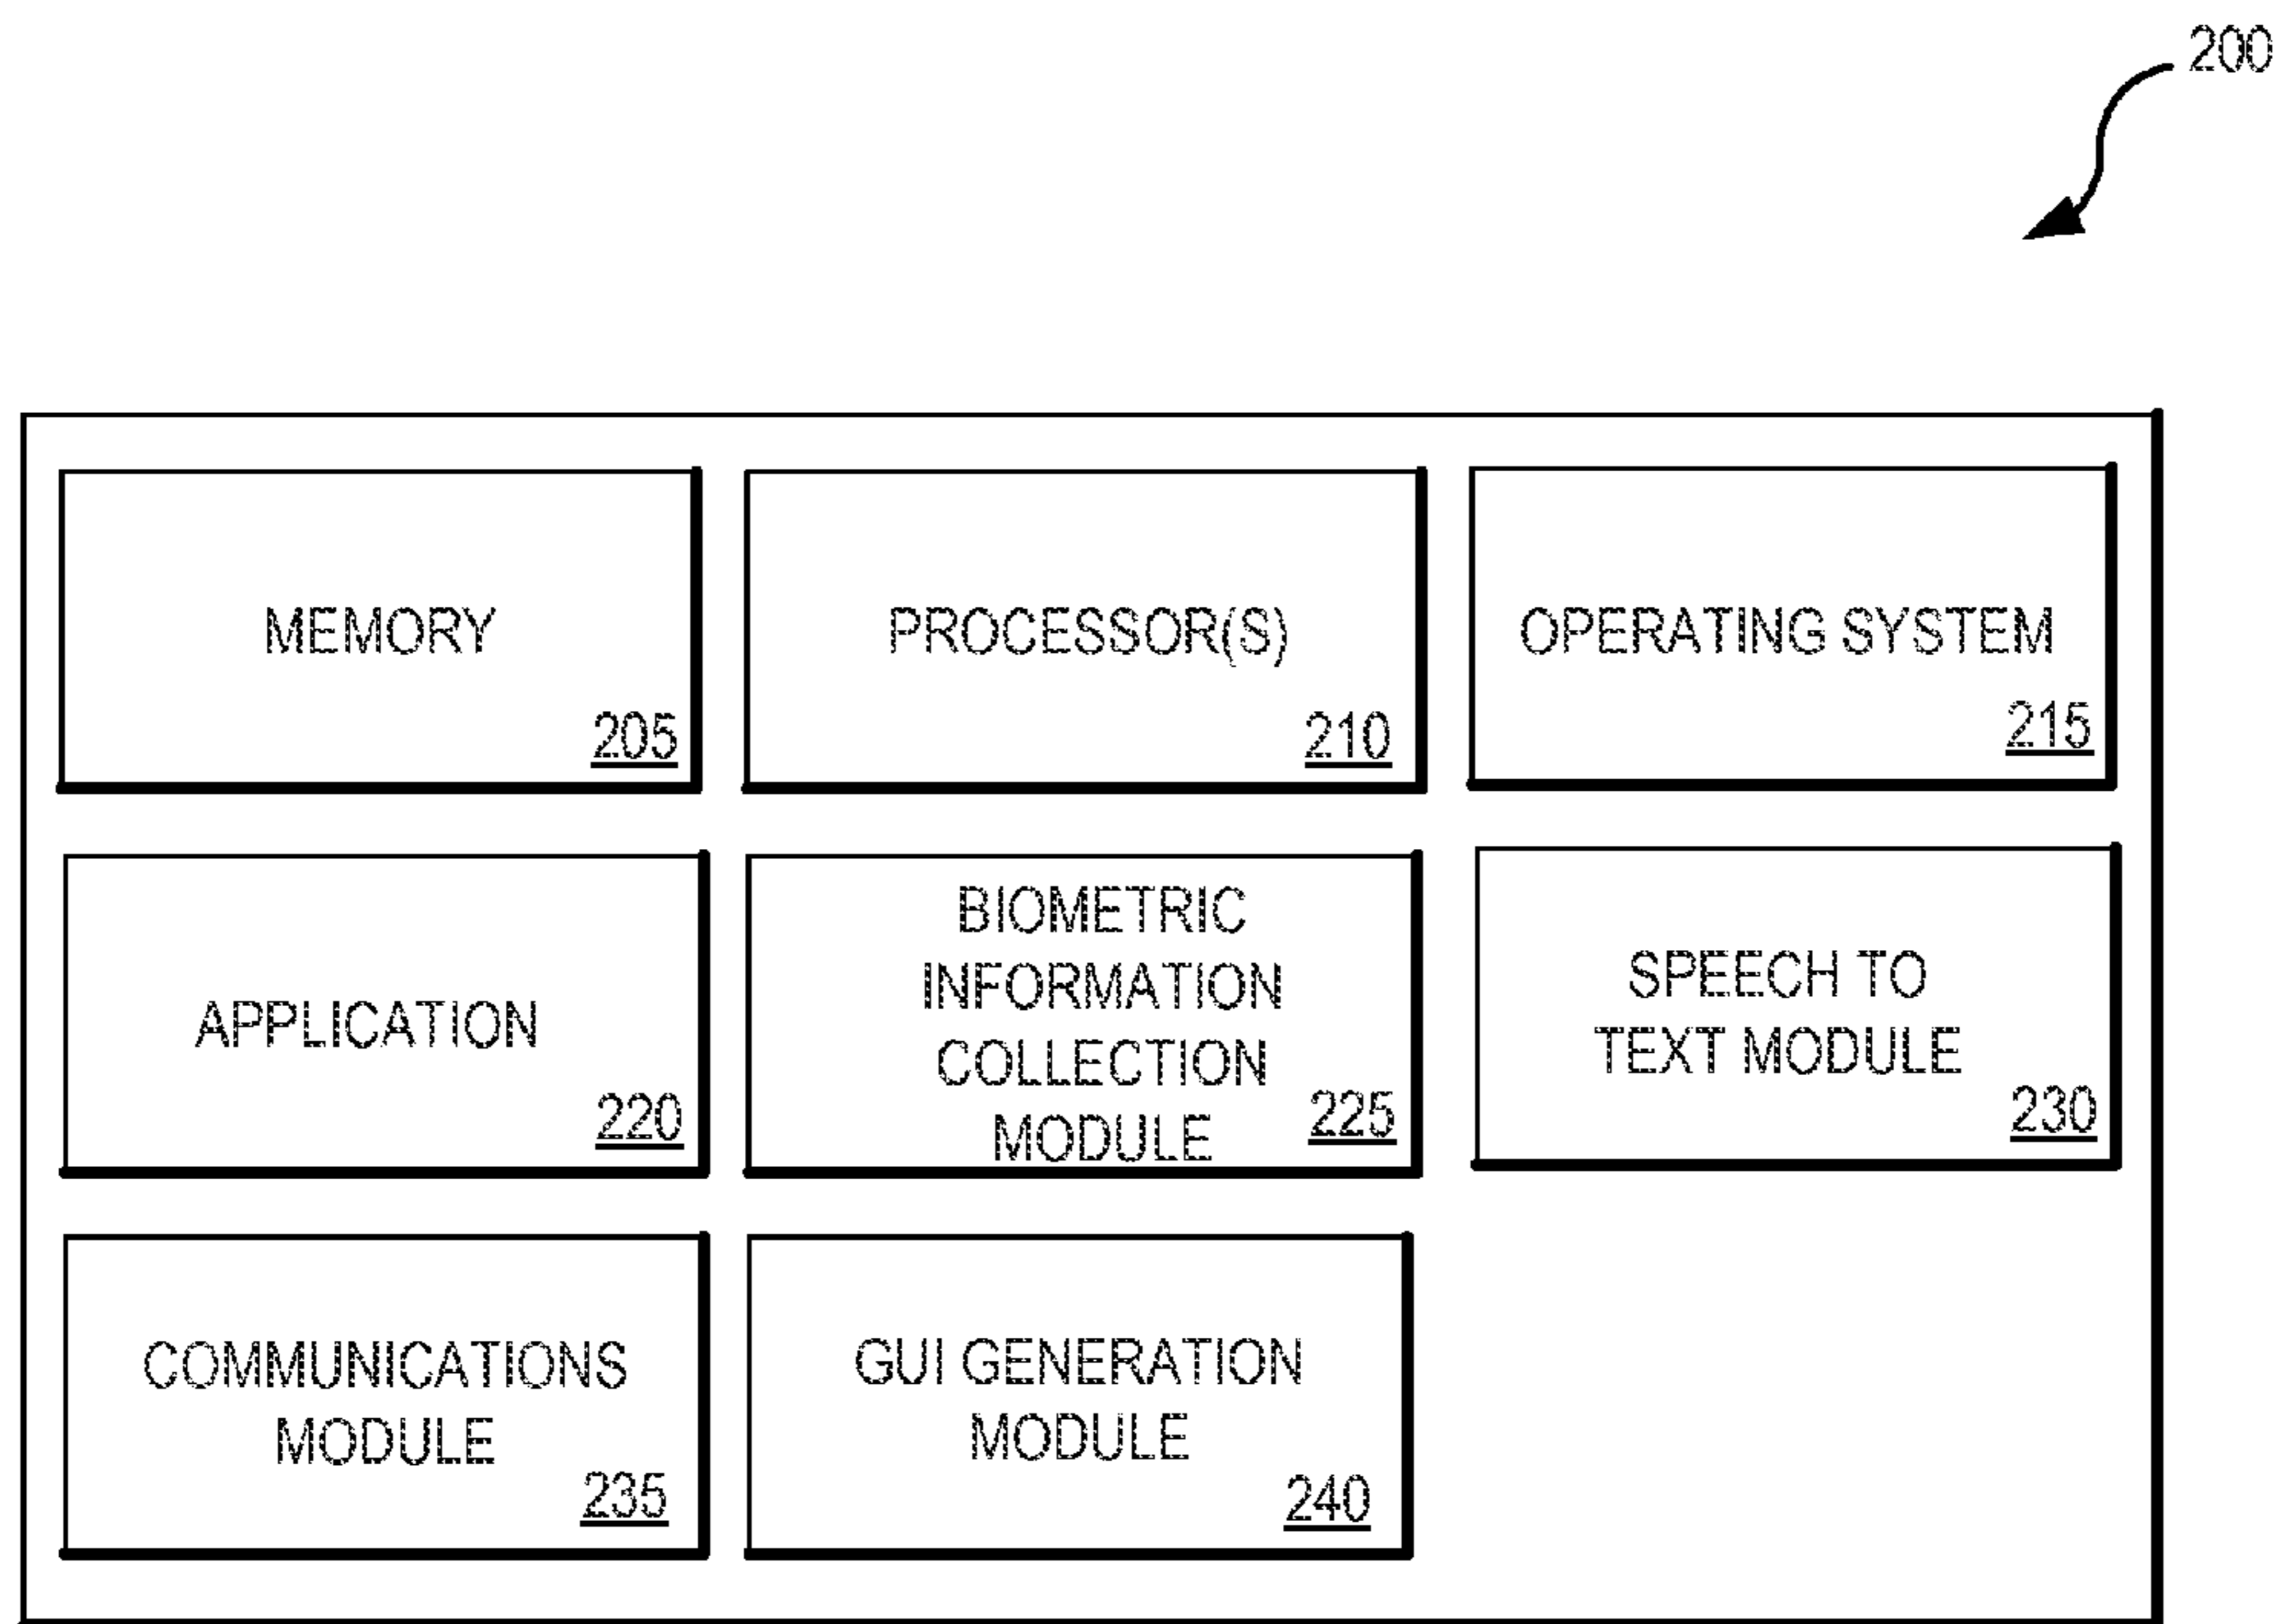 200
MEMORY
205
PROCESSOR(S)
210
OPERATING SYSTEM
215
APPLICATION
220
BIOMETRIC
INFORMATION
COLLECTION
MODULE
225
SPEECH TO
TEXT MODULE
230
COMMUNICATIONS
MODULE
235
GUI GENERATION
MODULE
240